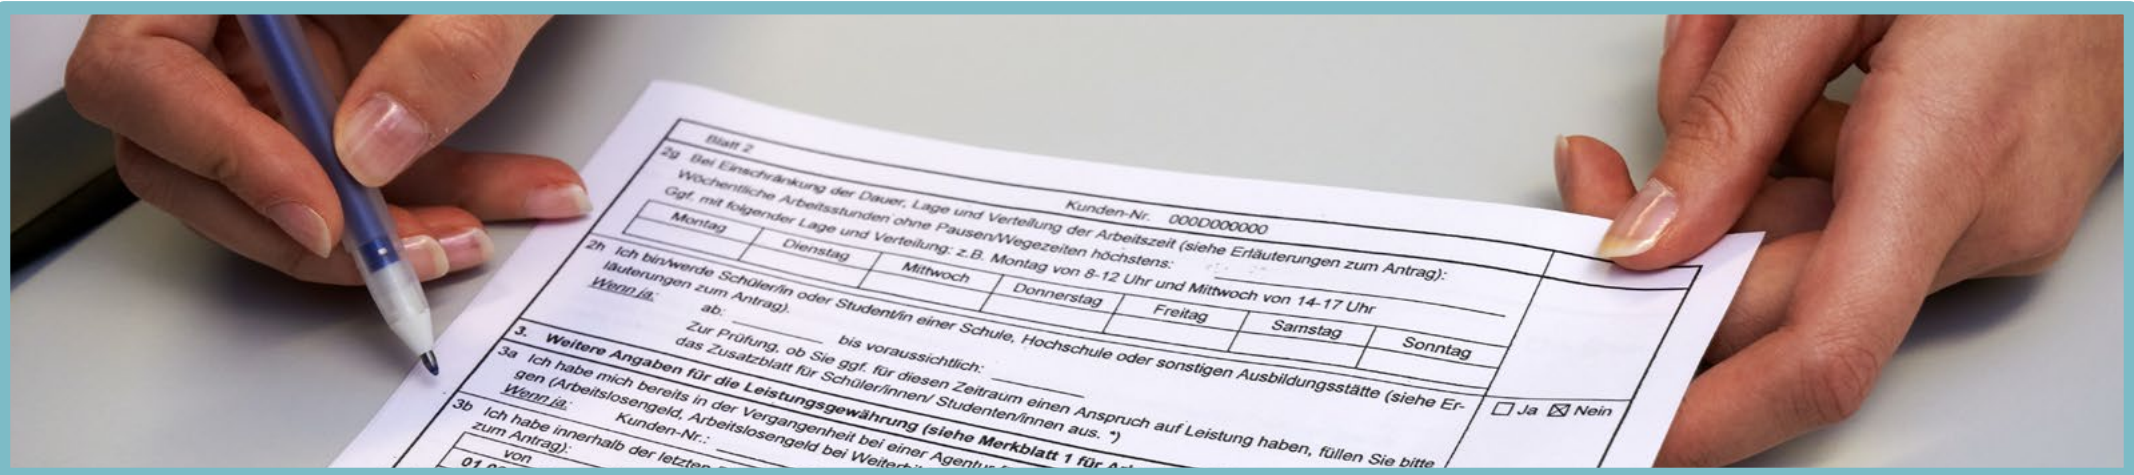 Blatt 2
Kunden-Nr. 000D000000
2g Bei Einschränkung der Dauer, Lage und Verteilung der Arbeitszeit (siehe Erläuterungen zum Antrag):
Wöchentliche Arbeitsstunden ohne Pausen/Wegezeiten höchstens:
Ggf. mit folgender Lage und Verteilung: z.B. Montag von 8-12 Uhr und Mittwoch von 14-17 Uhr
Montag Dienstag Mittwoch Donnerstag Freitag Samstag Sonntag
2h Ich bin/werde Schüler/in oder Student/in einer Schule, Hochschule oder sonstigen Ausbildungsstätte (siehe Er-
läuterungen zum Antrag).
Ja Nein
Wenn ja:
ab: bis voraussichtlich:
Zur Prüfung, ob Sie ggf. für diesen Zeitraum einen Anspruch auf Leistung haben, füllen Sie bitte
das Zusatzblatt für Schüler/innen/ Studenten/innen aus. *)
3. Weitere Angaben für die Leistungsgewährung (siehe Merkblatt 1 für
3a Ich habe mich bereits in der Vergangenheit bei einer Agentur
gen (Arbeitslosengeld, Arbeitslosengeld bei
Wenn ja: Kunden-Nr.:
3b Ich habe innerhalb der letzten
zum Antrag):
von